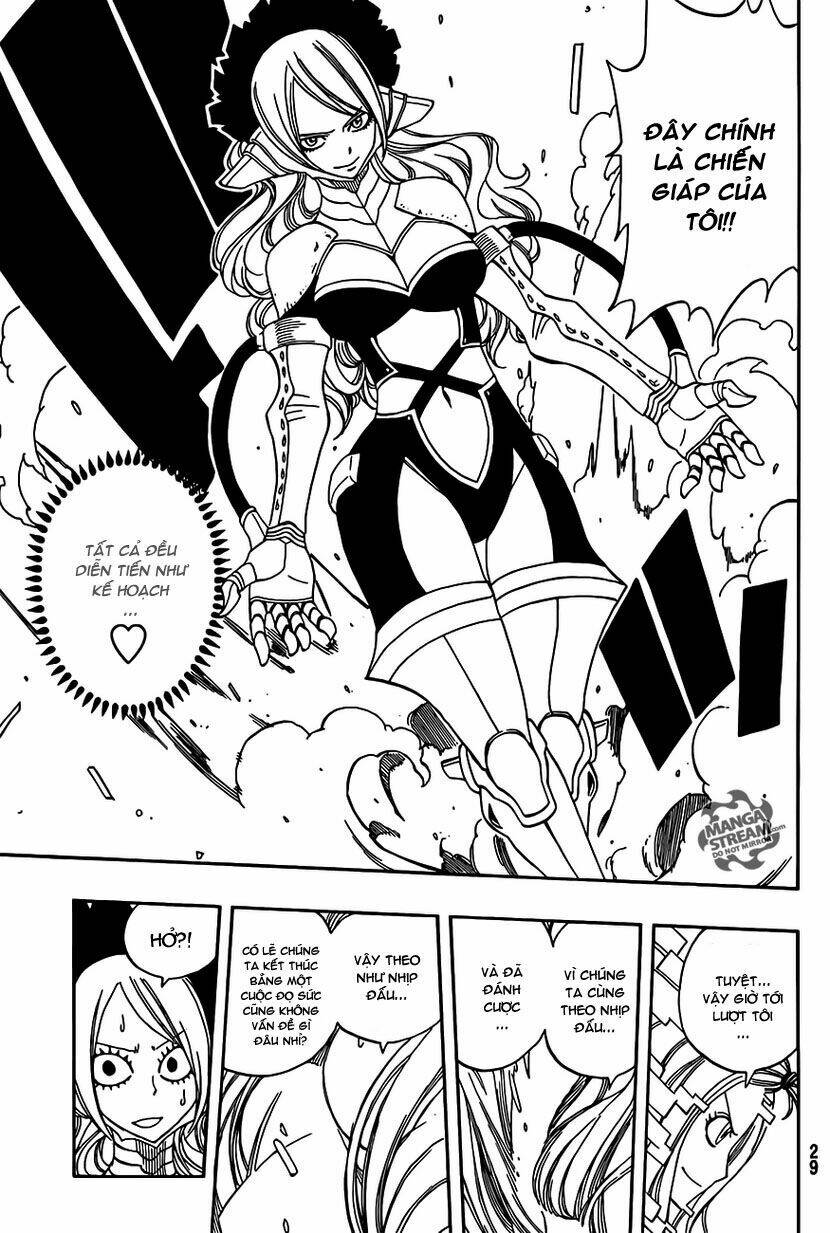 ĐÂY CHÍNH
LÀ CHIẾN
GIÁP CỦA
TÔI!!
TẤT CẢ ĐỀU
DIỄN TIẾN NHƯ
KẾ HOẠCH
...
MANGA
STREAM.com
DO NOT MIRROR
TUYỆT...
VẬY GIỜ TỚI
LƯỢT TÔI
...
VÌ CHÚNG
TA CÙNG
THEO NHỊP
ĐẤU...
VÀ ĐÃ
ĐÁNH
CƯỢC
...
VẬY THEO
NHƯ NHỊP
ĐẤU...
CÓ LẼ CHÚNG
TA KẾT THÚC
BẰNG MỘT
CUỘC ĐỌ SỨC
CŨNG KHÔNG
VẤN ĐỀ GÌ
ĐÂU NHỈ?
HỞ?!
29